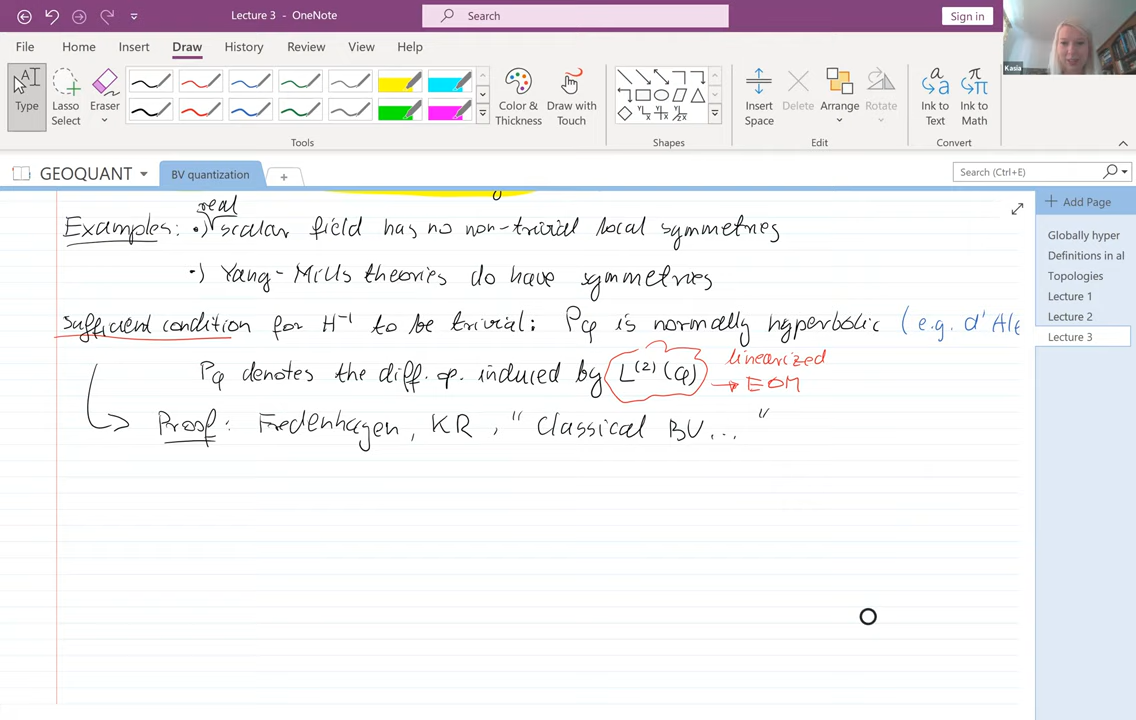 Lecture 3 - OneNote
Search
Sign in
Kasia
File Home Insert Draw History Review View Help
Type
Lasso Select
Eraser
Color & Thickness
Draw with Touch
Insert Space
Delete
Arrange
Rotate
Ink to Text
Ink to Math
Tools
Shapes
Edit
Convert
GEOQUANT
BV quantization
Search (Ctrl+E)
Add Page
Globally hyper
Definitions in al
Topologies
Lecture 1
Lecture 2
Lecture 3
real
Examples: •) scalar field has no non-trivial local symmetries
•) Yang-Mills theories do have symmetries
Sufficient condition for H⁻¹ to be trivial: Pφ is normally hyperbolic (e.g. d'Ale
Pφ denotes the diff. op. induced by L⁽²⁾(φ) → linearized EOM
Proof: Fredenhagen, KR, "Classical BV..."